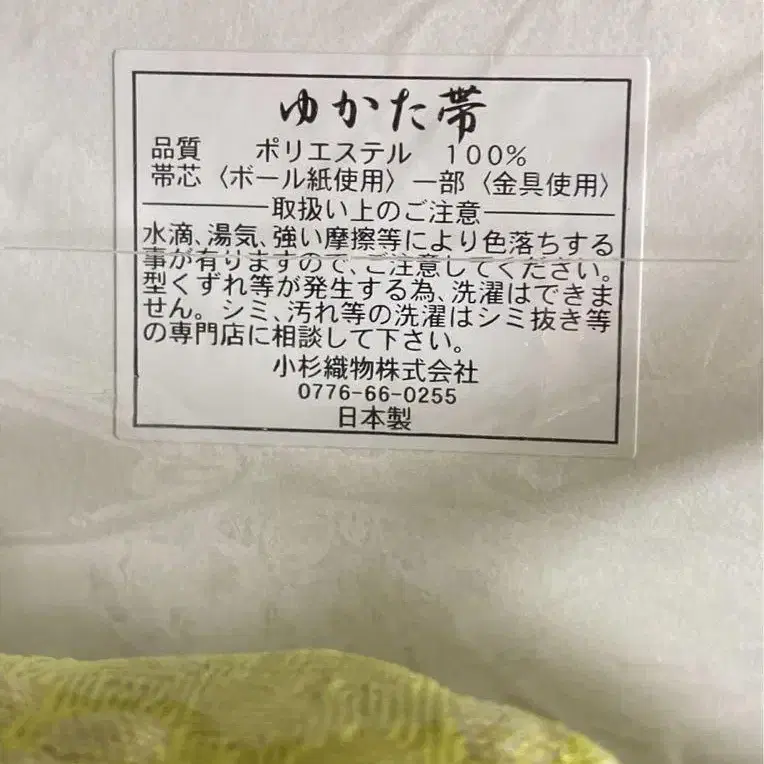 ゆかた帯
品質　ポリエステル　100%
帯芯〈ボール紙使用〉一部〈金具使用〉
取扱い上のご注意
水滴、湯気、強い摩擦等により色落ちする
事が有りますので、ご注意してください。
型くずれ等が発生する為、洗濯はできま
せん。シミ、汚れ等の洗濯はシミ抜き等
の専門店に相談して下さい。
小杉織物株式会社
0776-66-0255
日本製